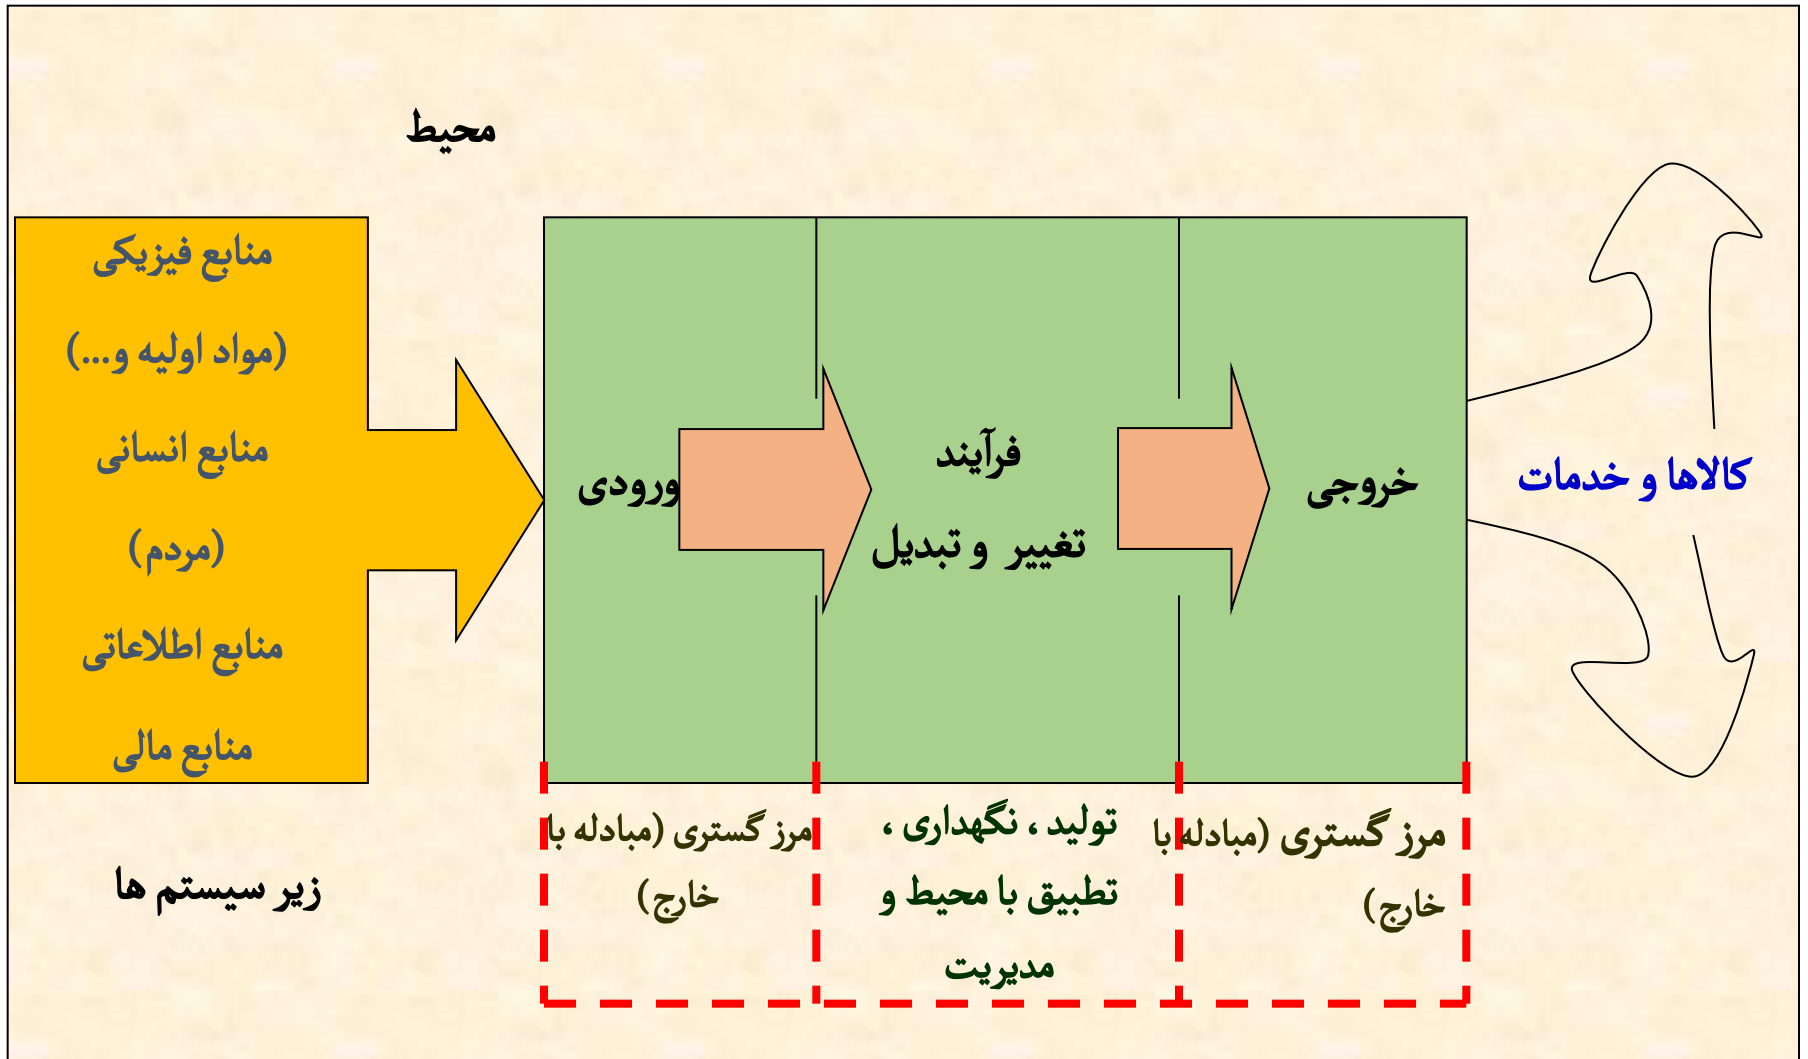 محیط
منابع فیزیکی
(مواد اولیه و...)
منابع انسانی
(مردم)
منابع اطلاعاتی
منابع مالی
ورودی
فرآیند
تغییر و تبدیل
خروجی
کالاها و خدمات
زیر سیستم ها
مرز گستری (مبادله با
خارج)
تولید ، نگهداری ،
تطبیق با محیط و
مدیریت
مرز گستری (مبادله با
خارج)